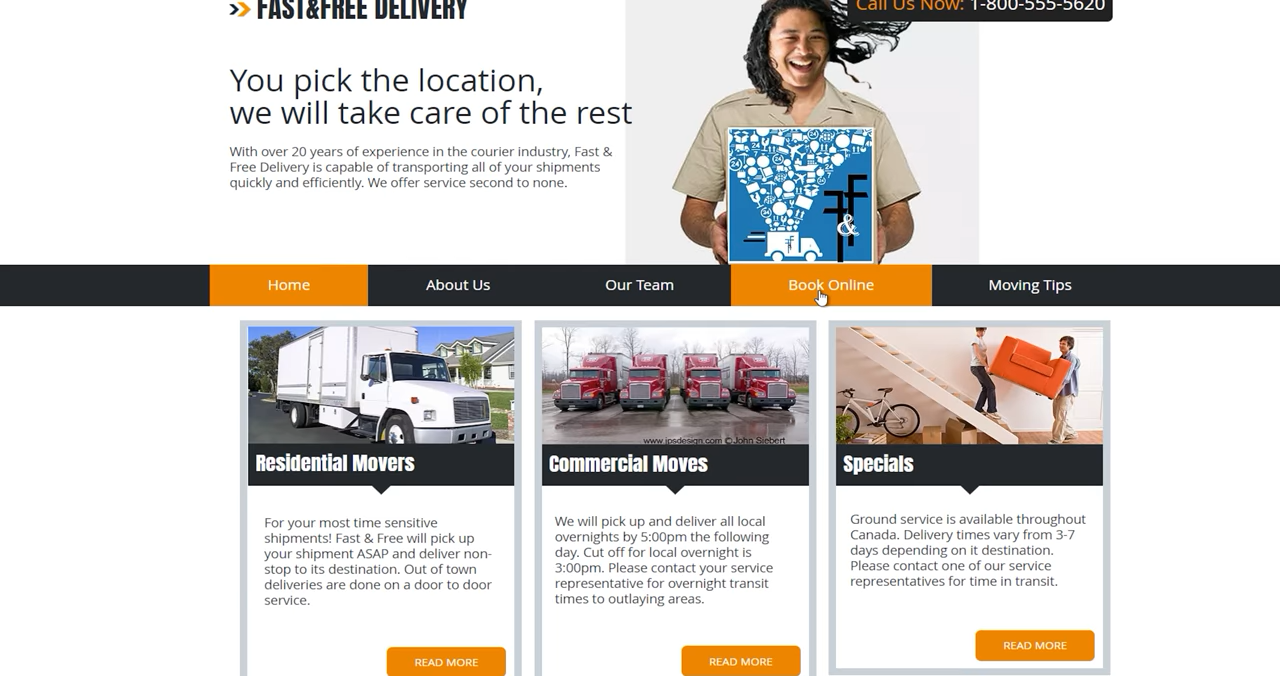 FAST&FREE DELIVERY
Call Us Now: 1-800-555-5620
You pick the location,
we will take care of the rest
With over 20 years of experience in the courier industry, Fast &
Free Delivery is capable of transporting all of your shipments
quickly and efficiently. We offer service second to none.
24
24
24
24
F&F
Home
About Us
Our Team
Book Online
Moving Tips
www.jpsdesign.com ©John Siebert
Residential Movers
Commercial Moves
Specials
For your most time sensitive
shipments! Fast & Free will pick up
your shipment ASAP and deliver non-
stop to its destination. Out of town
deliveries are done on a door to door
service.
READ MORE
We will pick up and deliver all local
overnights by 5:00pm the following
day. Cut off for local overnight is
3:00pm. Please contact your service
representative for overnight transit
times to outlaying areas.
READ MORE
Ground service is available throughout
Canada. Delivery times vary from 3-7
days depending on it destination.
Please contact one of our service
representatives for time in transit.
READ MORE